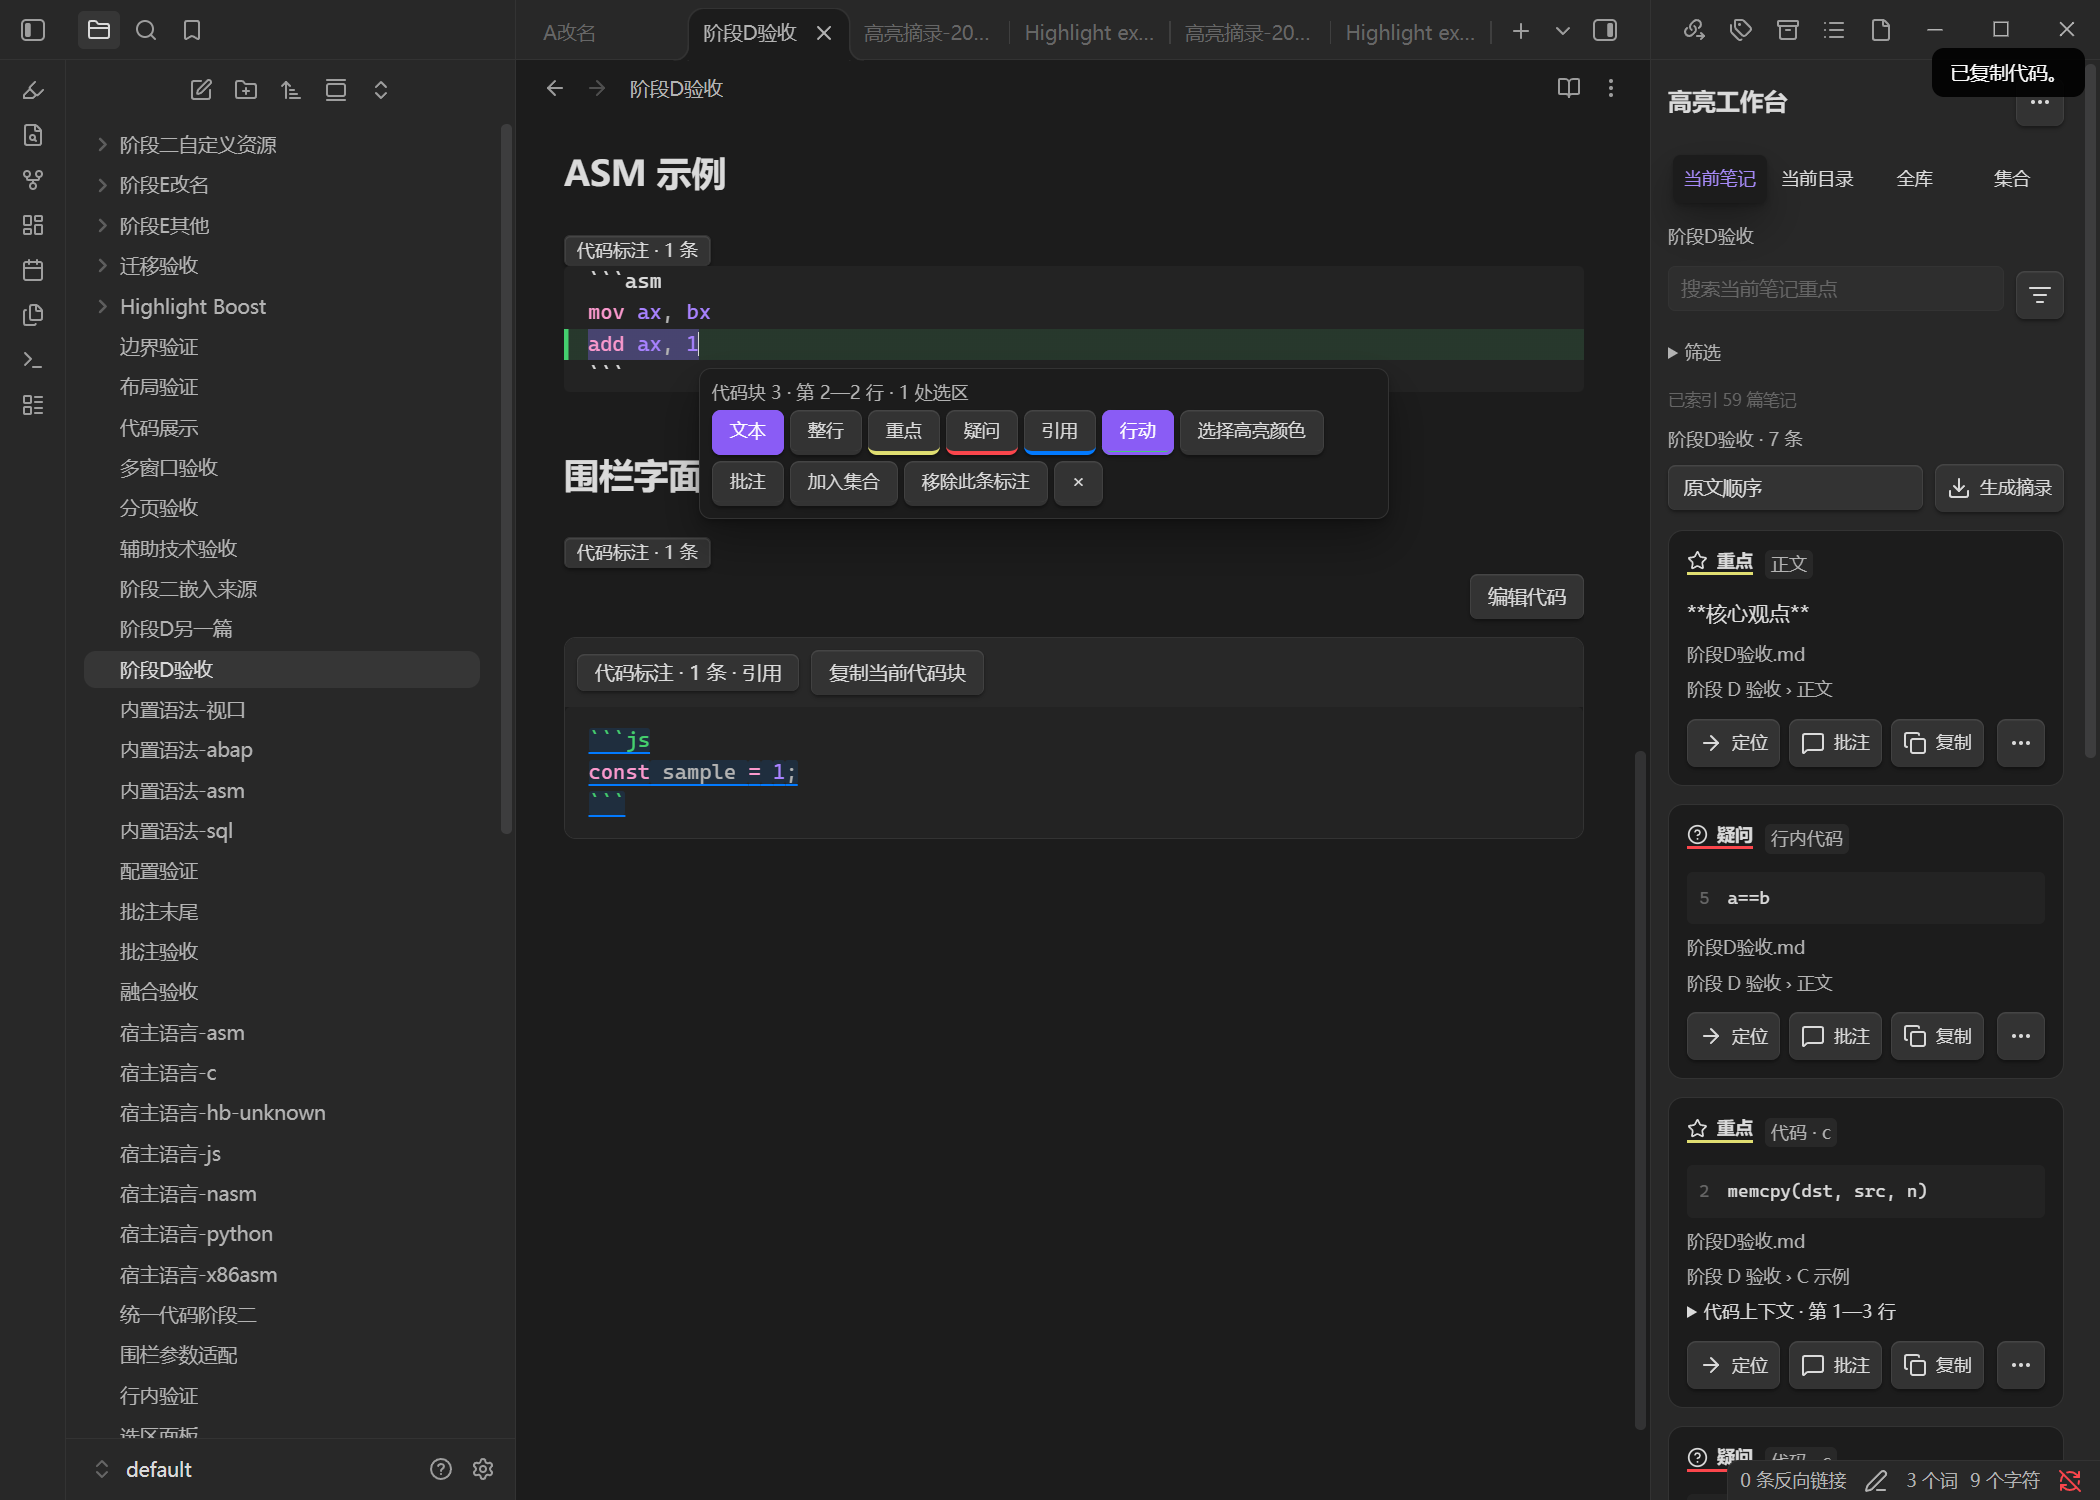 A改名
阶段D验收
高亮摘录-20...
Highlight ex...
高亮摘录-20...
Highlight ex...
已复制代码。
阶段二自定义资源
阶段E改名
阶段E其他
迁移验收
Highlight Boost
边界验证
布局验证
代码展示
多窗口验收
分页验收
辅助技术验收
阶段二嵌入来源
阶段D另一篇
阶段D验收
内置语法-视口
内置语法-abap
内置语法-asm
内置语法-sql
配置验证
批注末尾
批注验收
融合验收
宿主语言-asm
宿主语言-c
宿主语言-hb-unknown
宿主语言-js
宿主语言-nasm
宿主语言-python
宿主语言-x86asm
统一代码阶段二
围栏参数适配
行内验证
选区面板
default
阶段D验收
ASM 示例
代码标注 · 1 条
```asm
mov ax, bx
add ax, 1
```
代码块 3 · 第 2—2 行 · 1 处选区
文本 整行 重点 疑问 引用 行动 选择高亮颜色
批注 加入集合 移除此条标注 ×
围栏字面
代码标注 · 1 条
编辑代码
代码标注 · 1 条 · 引用 复制当前代码块
```js
const sample = 1;
```
高亮工作台
当前笔记 当前目录 全库 集合
阶段D验收
搜索当前笔记重点
筛选
已索引 59 篇笔记
阶段D验收 · 7 条
原文顺序 生成摘录
重点 正文
**核心观点**
阶段D验收.md
阶段 D 验收 › 正文
定位 批注 复制
疑问 行内代码
5 a==b
阶段D验收.md
阶段 D 验收 › 正文
定位 批注 复制
重点 代码 · c
2 memcpy(dst, src, n)
阶段D验收.md
阶段 D 验收 › C 示例
代码上下文 · 第 1—3 行
定位 批注 复制
疑问 代码 · c
0 条反向链接 3 个词 9 个字符